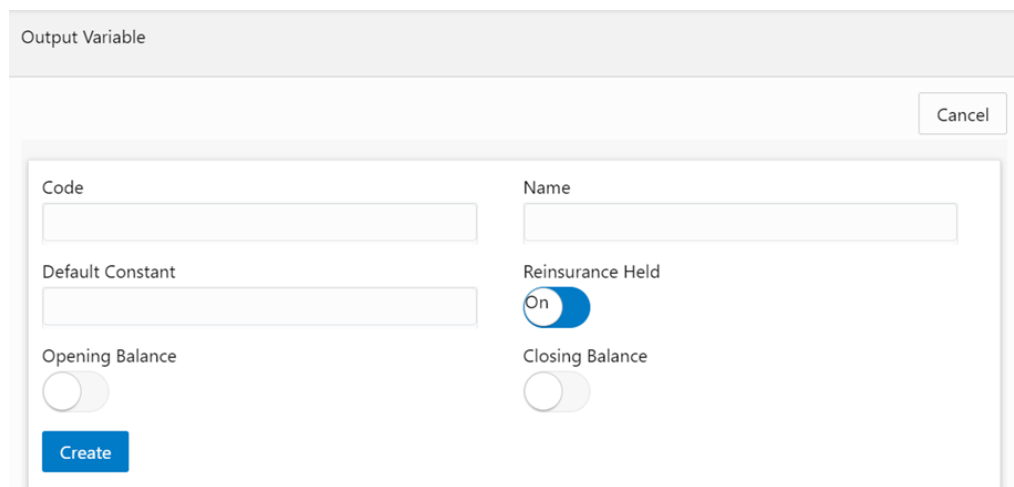 Output Variable
Cancel
Code
Name
Default Constant
Reinsurance Held
On
Opening Balance
Closing Balance
Create